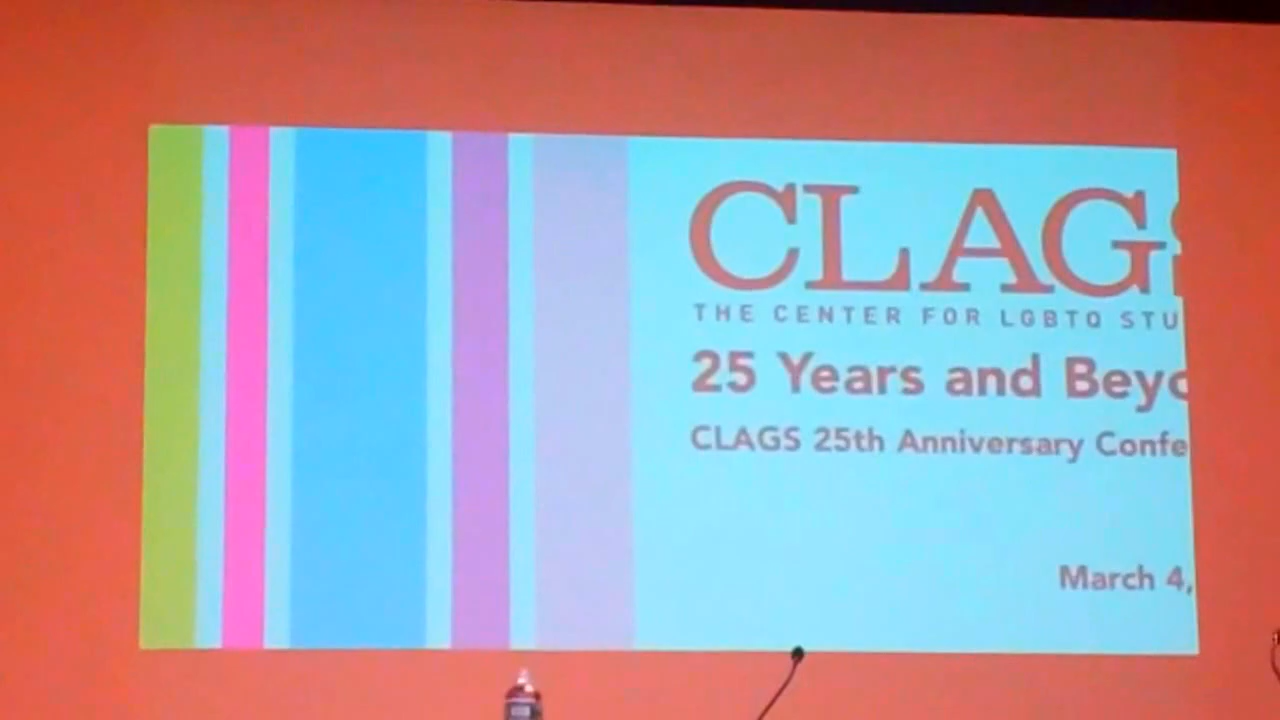 CLAG
THE CENTER FOR LGBTQ STU
25 Years and Beyo
CLAGS 25th Anniversary Confe
March 4,